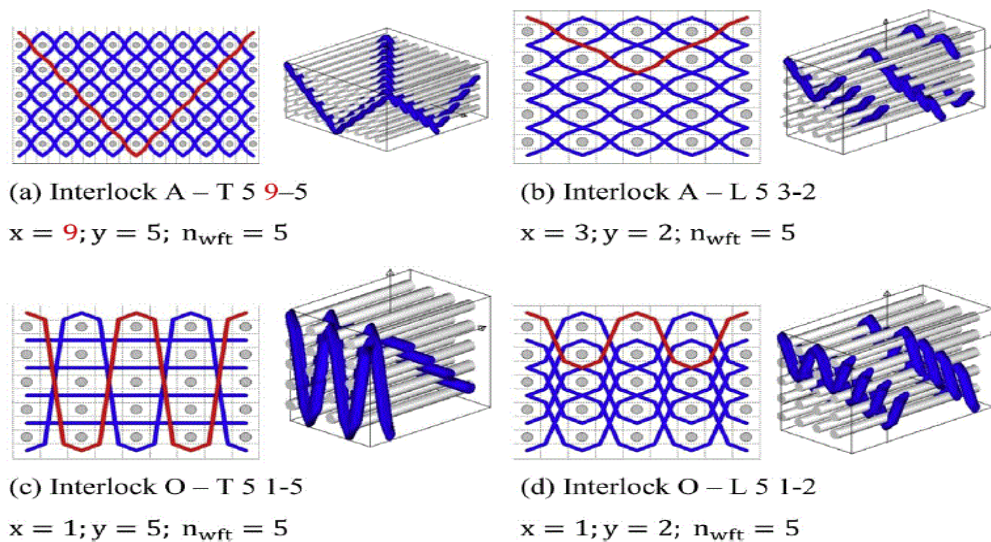 (a) Interlock A – T 5 9–5
x = 9; y = 5; n_wft = 5
(b) Interlock A – L 5 3-2
x = 3; y = 2; n_wft = 5
(c) Interlock O – T 5 1-5
x = 1; y = 5; n_wft = 5
(d) Interlock O – L 5 1-2
x = 1; y = 2; n_wft = 5